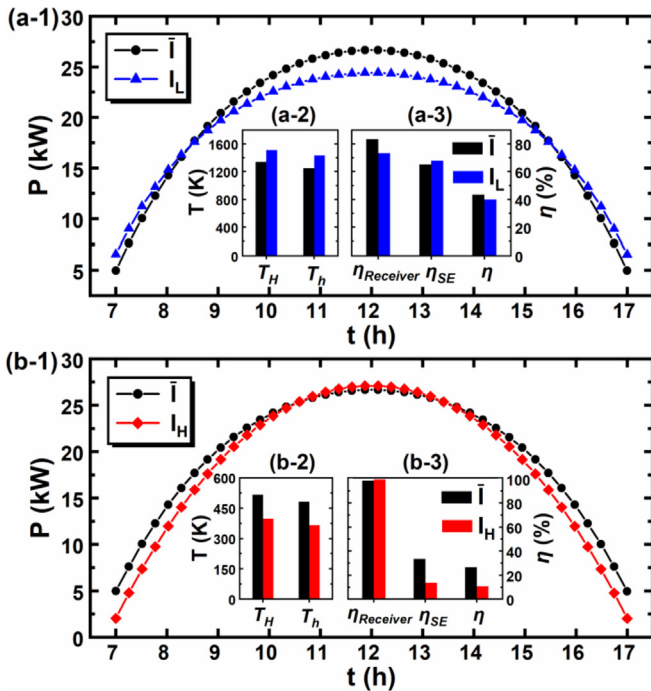 (a-1)
30
25
20
15
10
5
P (kW)
Ī
I_L
(a-2)
(a-3)
1600
1200
800
400
0
T (K)
T_H
T_h
Ī
I_L
80
60
40
20
0
η (%)
η_Receiver
η_SE
η
7 8 9 10 11 12 13 14 15 16 17
t (h)
(b-1)
30
25
20
15
10
5
0
P (kW)
Ī
I_H
(b-2)
(b-3)
600
450
300
150
0
T (K)
T_H
T_h
Ī
I_H
100
80
60
40
20
0
η (%)
η_Receiver
η_SE
η
7 8 9 10 11 12 13 14 15 16 17
t (h)